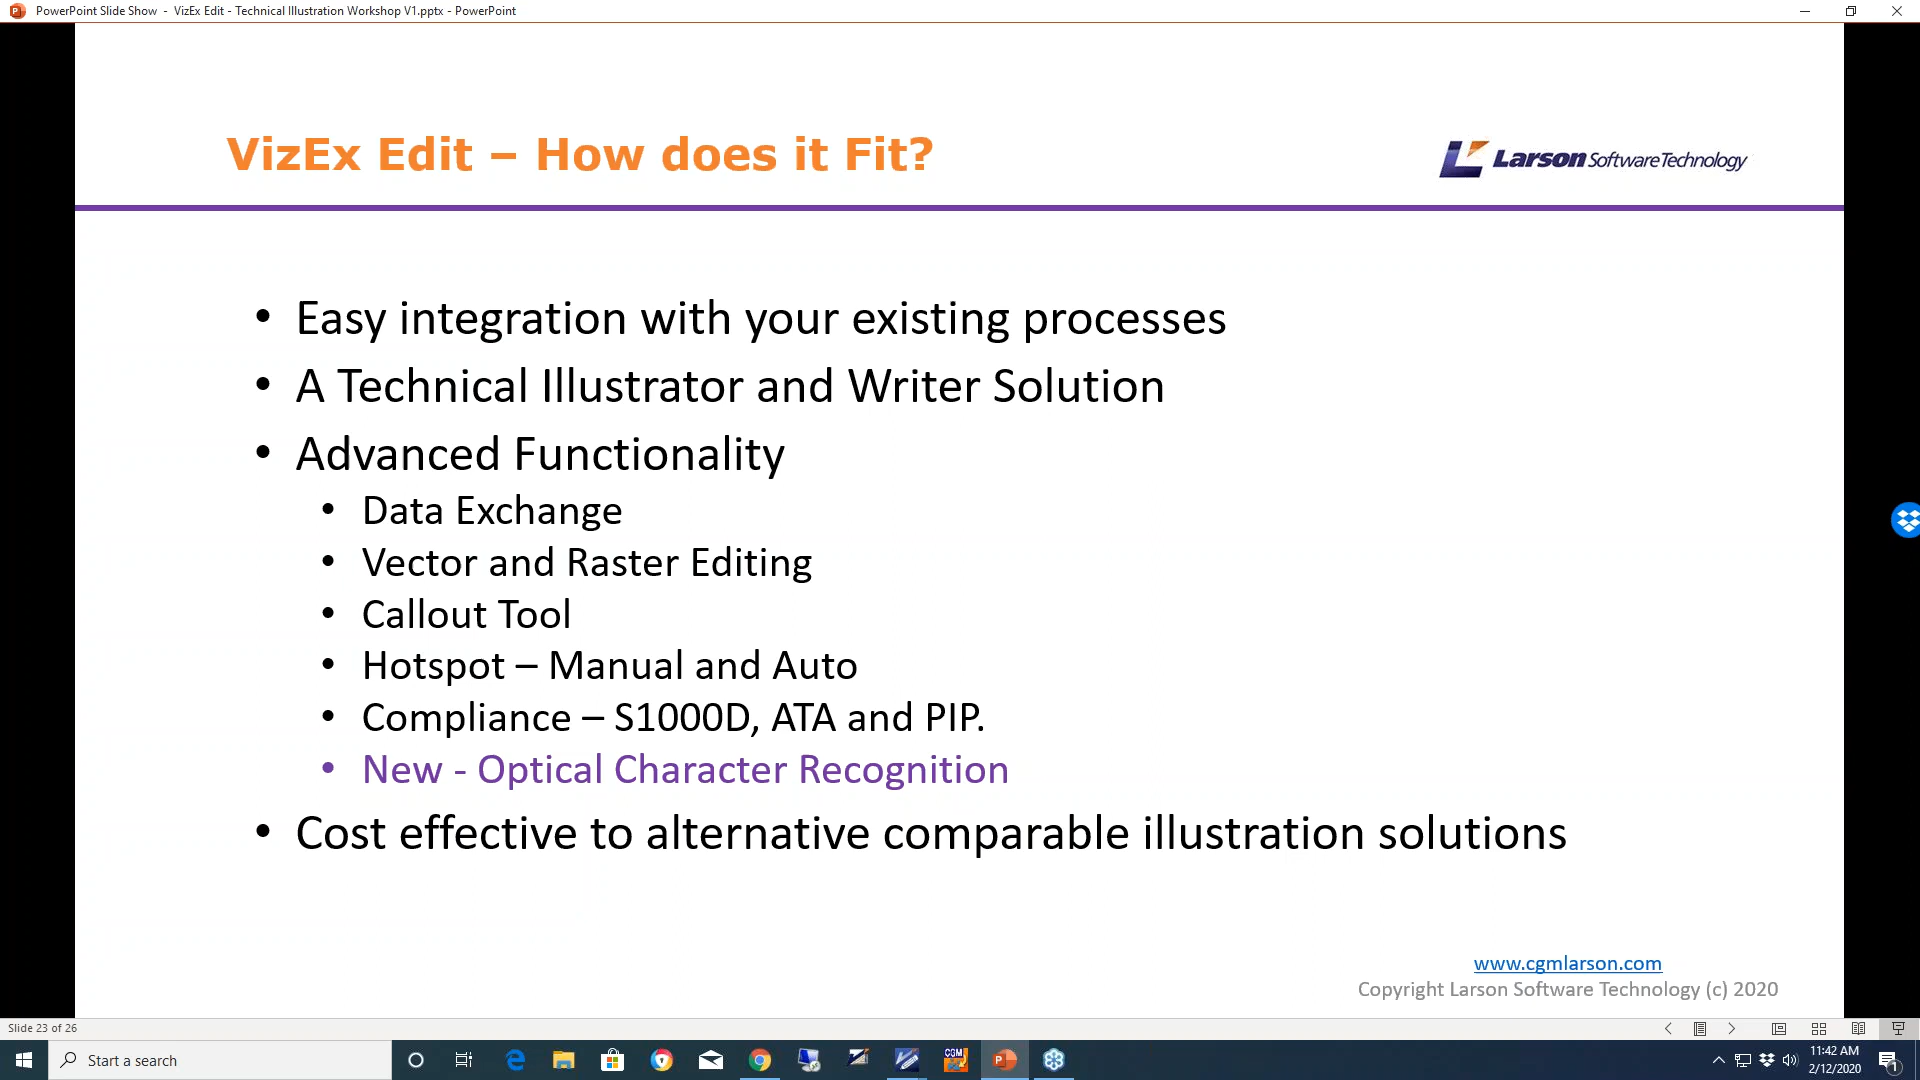 PowerPoint Slide Show - VizEx Edit - Technical Illustration Workshop V1.pptx - PowerPoint
VizEx Edit – How does it Fit?
Larson Software Technology
• Easy integration with your existing processes
• A Technical Illustrator and Writer Solution
• Advanced Functionality
• Data Exchange
• Vector and Raster Editing
• Callout Tool
• Hotspot – Manual and Auto
• Compliance – S1000D, ATA and PIP.
• New - Optical Character Recognition
• Cost effective to alternative comparable illustration solutions
www.cgmlarson.com
Copyright Larson Software Technology (c) 2020
Slide 23 of 26
Start a search
CGM
11:42 AM
2/12/2020
1